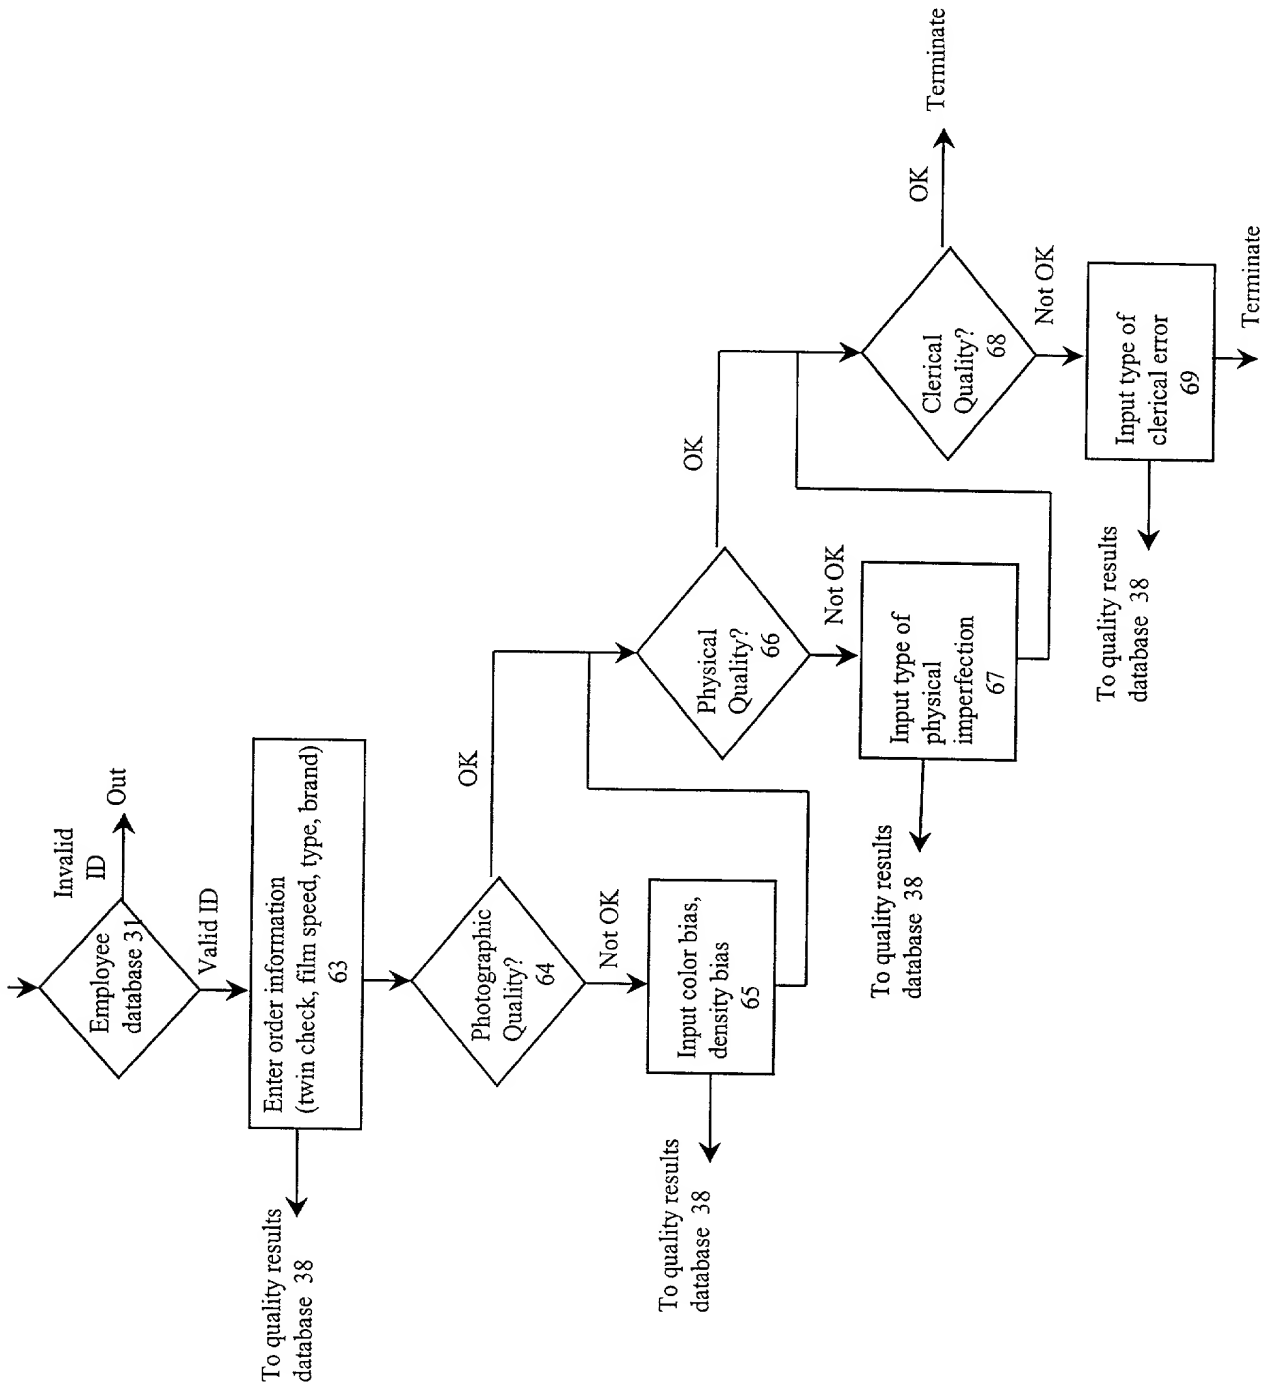 Invalid
ID
Out
Employee
database 31
Valid ID
Enter order information
(twin check, film speed, type, brand)
63
To quality results
database 38
Photographic
Quality?
64
OK
Not OK
Input color bias,
density bias
65
To quality results
database 38
Physical
Quality?
66
OK
Not OK
Input type of
physical
imperfection
67
To quality results
database 38
Clerical
Quality?
68
OK
Terminate
Not OK
Input type of
clerical error
69
To quality results
database 38
Terminate